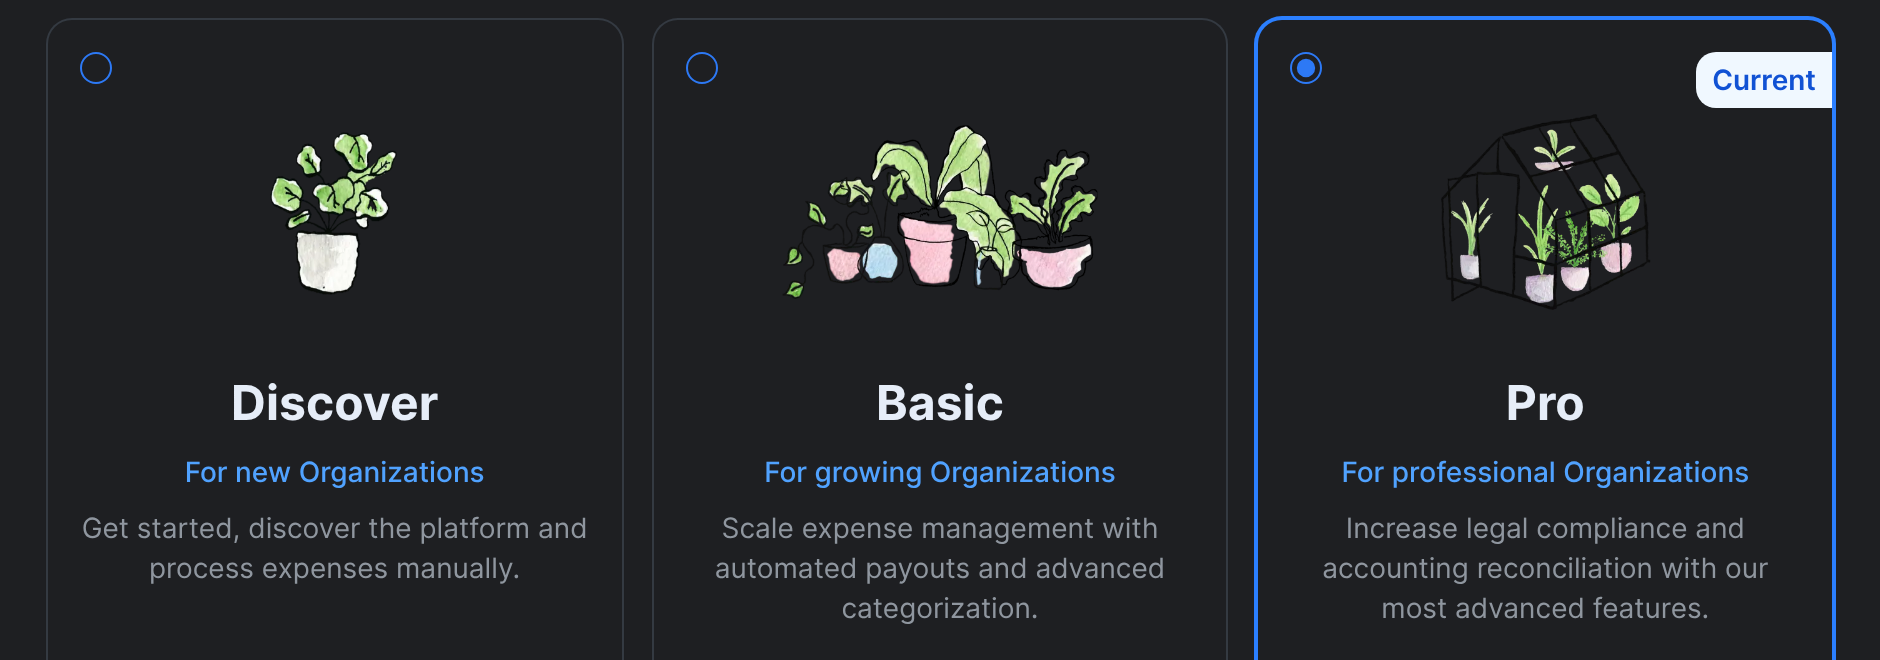 Current
Discover
For new Organizations
Get started, discover the platform and
process expenses manually.
Basic
For growing Organizations
Scale expense management with
automated payouts and advanced
categorization.
Pro
For professional Organizations
Increase legal compliance and
accounting reconciliation with our
most advanced features.